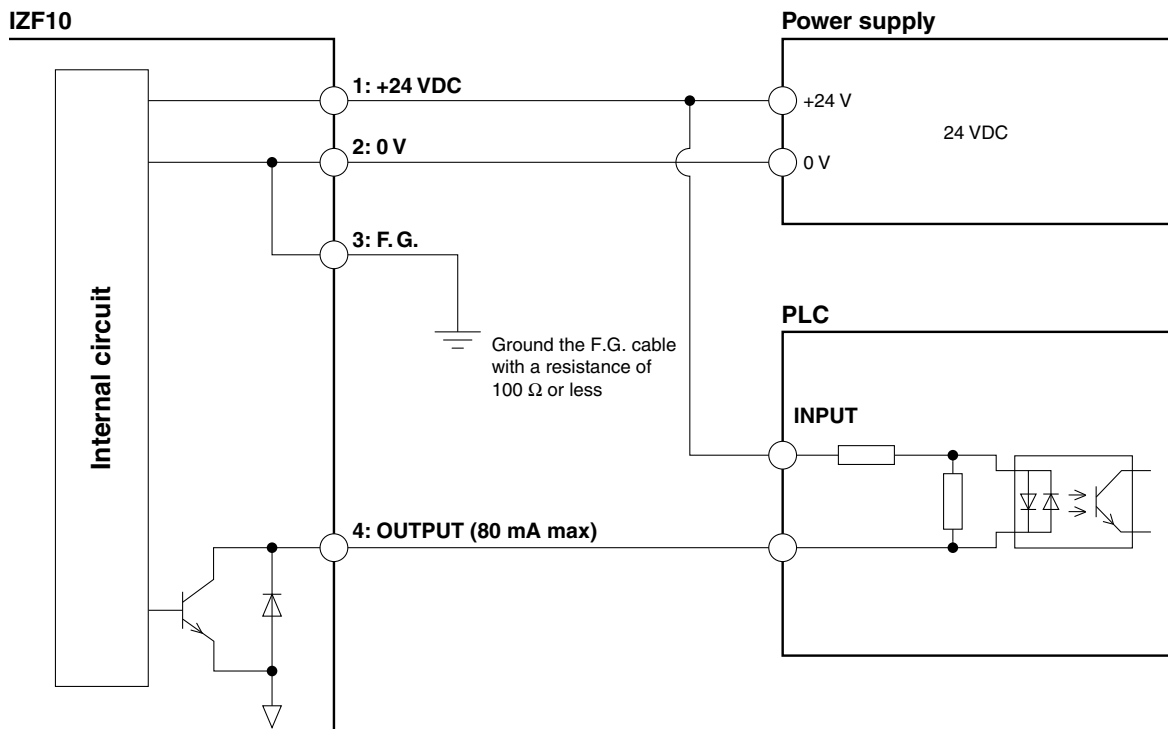 IZF10
Power supply
1: +24 VDC
+24 V
24 VDC
2: 0 V
0 V
3: F.G.
Internal circuit
Ground the F.G. cable
with a resistance of
100 Ω or less
PLC
INPUT
4: OUTPUT (80 mA max)